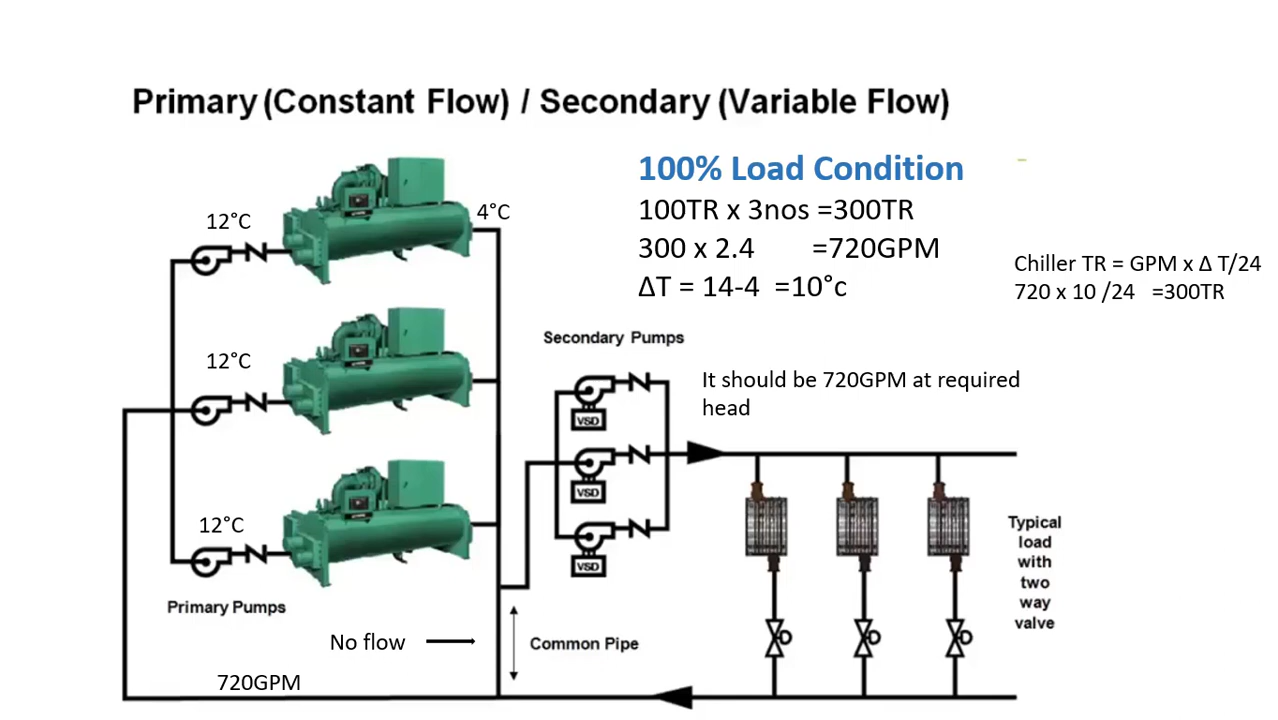 Primary (Constant Flow) / Secondary (Variable Flow)
100% Load Condition
100TR x 3nos =300TR
300 x 2.4 =720GPM
ΔT = 14-4 =10°c
Chiller TR = GPM x Δ T/24
720 x 10 /24 =300TR
12°C
4°C
12°C
12°C
Secondary Pumps
It should be 720GPM at required
head
VSD
VSD
VSD
Typical
load
with
two
way
valve
Primary Pumps
No flow
Common Pipe
720GPM